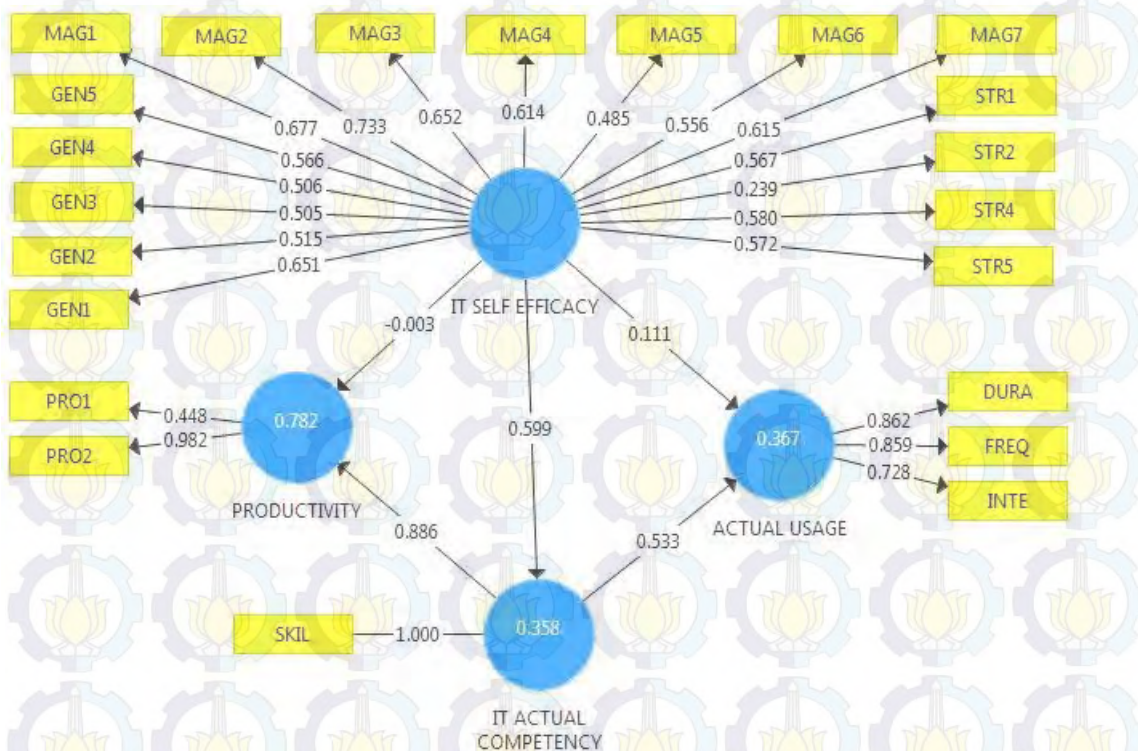 MAG1
MAG2
MAG3
MAG4
MAG5
MAG6
MAG7
GEN5
STR1
0.677
0.733
0.652
0.614
0.485
0.556
0.615
GEN4
0.566
0.567
STR2
0.506
0.239
GEN3
0.505
0.580
STR4
GEN2
0.515
0.572
STR5
0.651
GEN1
IT SELF EFFICACY
-0.003
0.111
PRO1
0.448
0.782
0.599
0.367
0.862
DURA
PRO2
0.982
0.859
FREQ
0.728
INTE
PRODUCTIVITY
ACTUAL USAGE
0.886
0.533
SKIL
1.000
0.358
IT ACTUAL
COMPETENCY